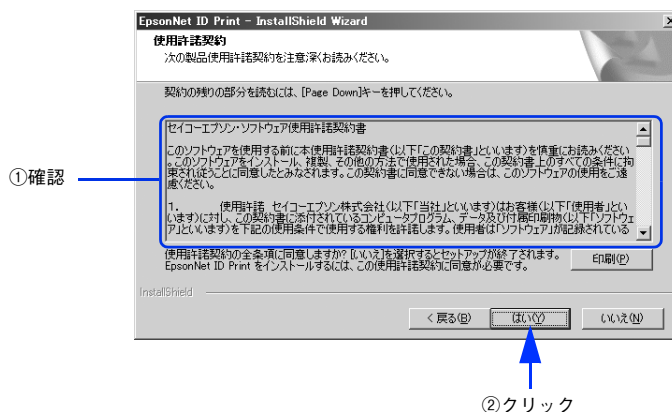 EpsonNet ID Print - InstallShield Wizard
使用許諾契約
次の製品使用許諾契約を注意深くお読みください。
契約の残りの部分を読むには、[Page Down]キーを押してください。
セイコーエプソン・ソフトウェア使用許諾契約書
このソフトウェアを使用する前に本使用許諾契約書(以下「この契約書」といいます)を慎重にお読みください
。このソフトウェアをインストール、複製、その他の方法で使用された場合、この契約書上のすべての条件に拘
束され従うことに同意したとみなされます。この契約書に同意できない場合は、このソフトウェアの使用をご遠
慮ください。
1. 使用許諾 セイコーエプソン株式会社(以下「当社」といいます)はお客様(以下「使用者」とい
います)に対し、この契約書に添付されているコンピュータプログラム、データ及び付属印刷物(以下「ソフトウェ
ア」といいます)を下記の使用条件で使用する権利を許諾します。使用者は「ソフトウェア」が記録されている
①確認
使用許諾契約の全条項に同意しますか? [いいえ]を選択するとセットアップが終了されます。
EpsonNet ID Print をインストールするには、この使用許諾契約に同意が必要です。
印刷(P)
InstallShield
< 戻る(B)
はい(Y)
いいえ(N)
②クリック